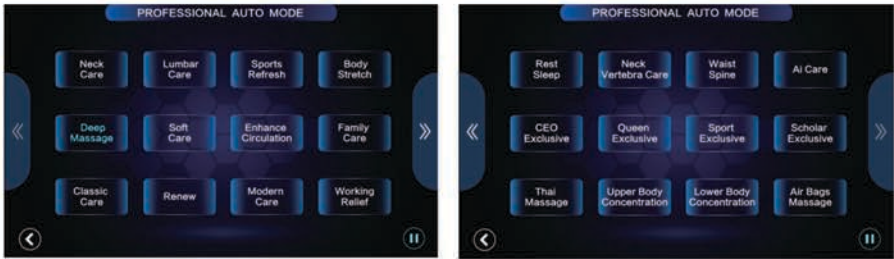 PROFESSIONAL AUTO MODE
Neck
Care
Lumbar
Care
Sports
Refresh
Body
Stretch
Deep
Massage
Soft
Care
Enhance
Circulation
Family
Care
Classic
Care
Renew
Modern
Care
Working
Relief
PROFESSIONAL AUTO MODE
Rest
Sleep
Neck
Vertebra Care
Waist
Spine
Ai Care
CEO
Exclusive
Queen
Exclusive
Sport
Exclusive
Scholar
Exclusive
Thai
Massage
Upper Body
Concentration
Lower Body
Concentration
Air Bags
Massage